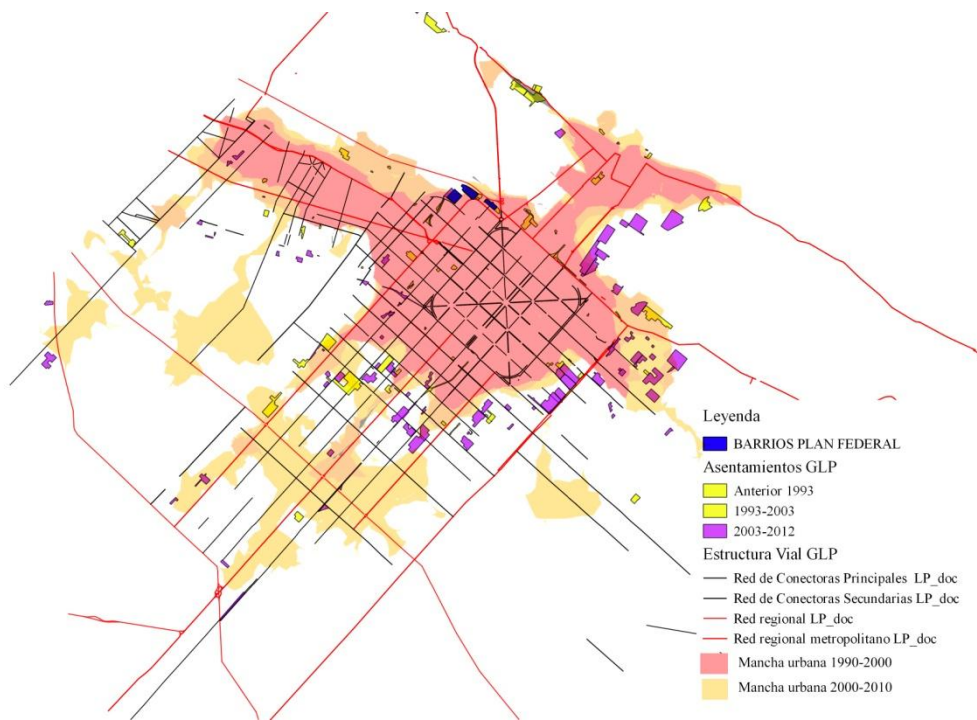 Leyenda
BARRIOS PLAN FEDERAL
Asentamientos GLP
Anterior 1993
1993-2003
2003-2012
Estructura Vial GLP
Red de Conectoras Principales LP_doc
Red de Conectoras Secundarias LP_doc
Red regional LP_doc
Red regional metropolitano LP_doc
Mancha urbana 1990-2000
Mancha urbana 2000-2010